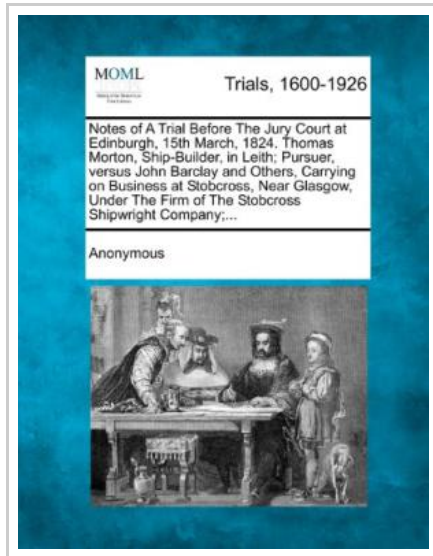 MOML
Trials, 1600-1926
Notes of A Trial Before The Jury Court at
Edinburgh, 15th March, 1824. Thomas
Morton, Ship-Builder, in Leith; Pursuer,
versus John Barclay and Others, Carrying
on Business at Stobcross, Near Glasgow,
Under The Firm of The Stobcross
Shipwright Company;...
Anonymous